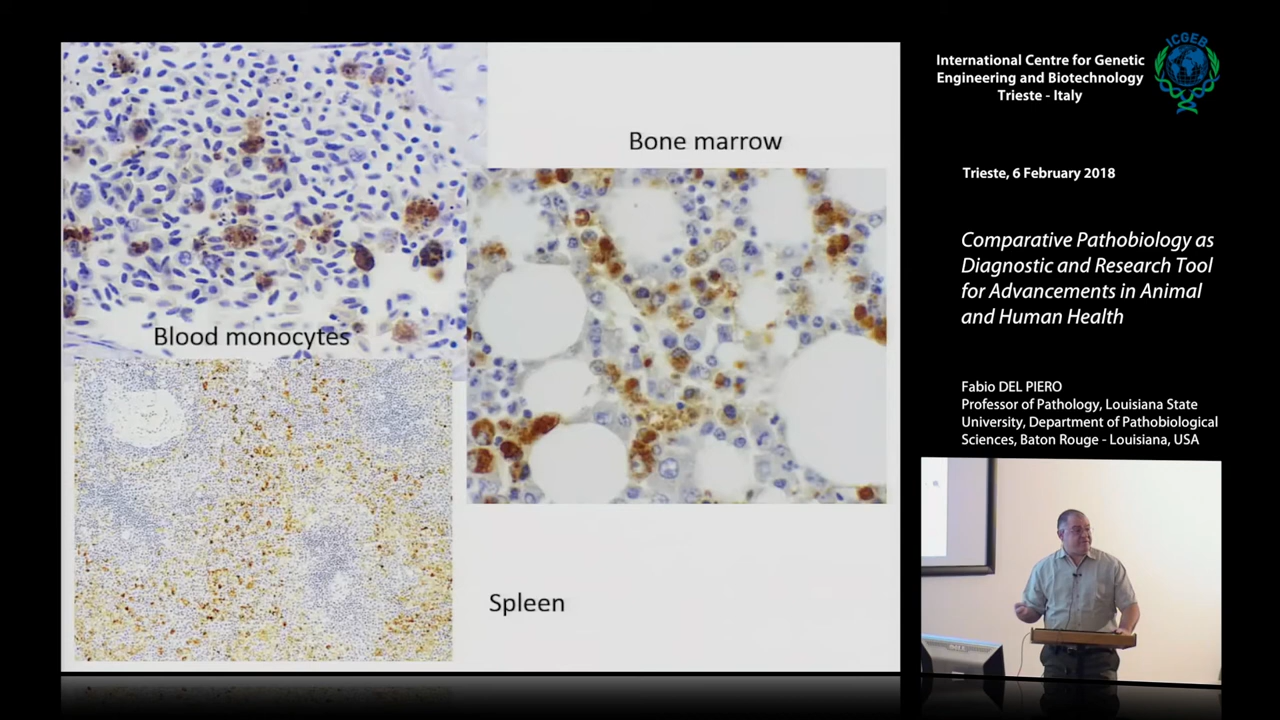 Bone marrow
Blood monocytes
Spleen
ICGEB
International Centre for Genetic
Engineering and Biotechnology
Trieste - Italy
Trieste, 6 February 2018
Comparative Pathobiology as
Diagnostic and Research Tool
for Advancements in Animal
and Human Health
Fabio DEL PIERO
Professor of Pathology, Louisiana State
University, Department of Pathobiological
Sciences, Baton Rouge - Louisiana, USA
DELL